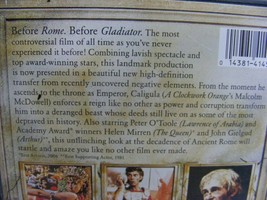 Before Rome. Before Gladiator. The most
controversial film of all time as you've never
experienced it before! Combining lavish spectacle and
top award-winning stars, this landmark production
is now presented in a beautiful new high-definition
transfer from recently uncovered negative elements. From the moment he
ascends to the throne as Emperor, Caligula (A Clockwork Orange's Malcolm
McDowell) enforces a reign like no other as power and corruption transform
him into a deranged beast whose deeds still live on as some of the most
depraved in history. Also starring Peter O'Toole (Lawrence of Arabia) and
Academy Award winners Helen Mirren (The Queen)* and John Gielgud
(Arthur)**, this unflinching look at the decadence of Ancient Rome will
startle and amaze you like no other film ever made.
0 14381-414